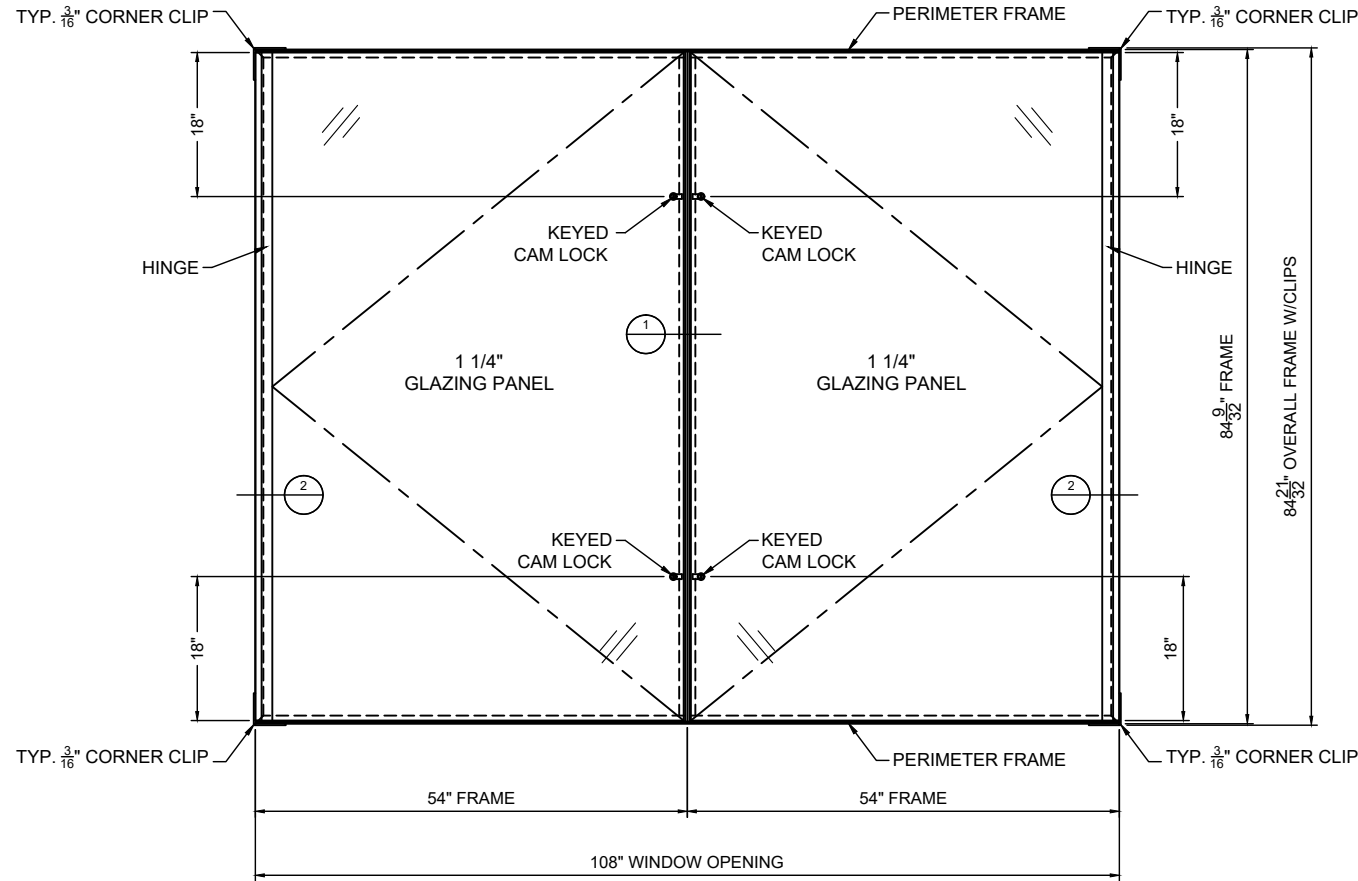 TYP. 3/16" CORNER CLIP
PERIMETER FRAME
TYP. 3/16" CORNER CLIP
18"
18"
KEYED
CAM LOCK
KEYED
CAM LOCK
HINGE
HINGE
1
1 1/4"
GLAZING PANEL
1 1/4"
GLAZING PANEL
84 9/32" FRAME
84 21/32" OVERALL FRAME W/CLIPS
2
2
KEYED
CAM LOCK
KEYED
CAM LOCK
18"
18"
TYP. 3/16" CORNER CLIP
PERIMETER FRAME
TYP. 3/16" CORNER CLIP
54" FRAME
54" FRAME
108" WINDOW OPENING